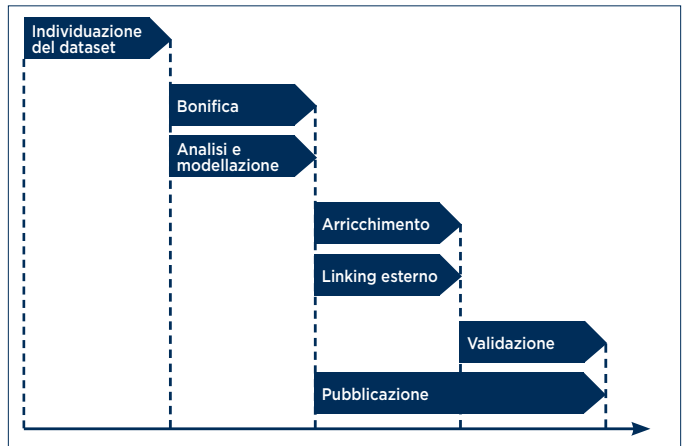 Individuazione
del dataset
Bonifica
Analisi e
modellazione
Arricchimento
Linking esterno
Validazione
Pubblicazione